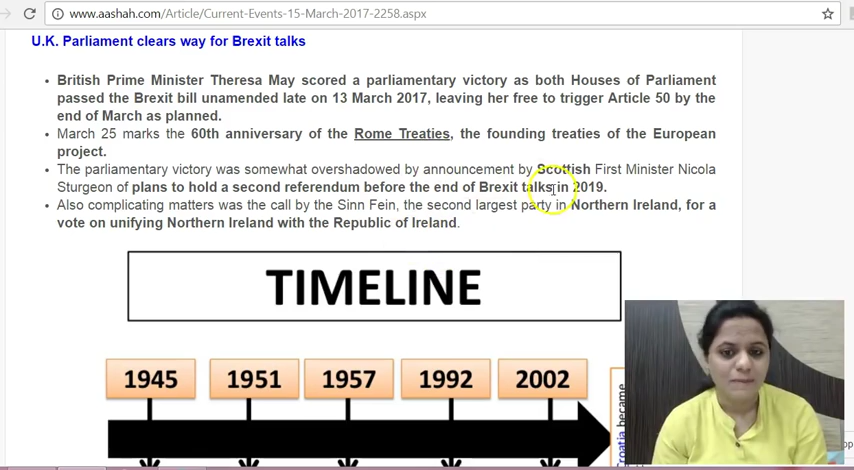 www.aashah.com/Article/Current-Events-15-March-2017-2258.aspx
U.K. Parliament clears way for Brexit talks
• British Prime Minister Theresa May scored a parliamentary victory as both Houses of Parliament
passed the Brexit bill unamended late on 13 March 2017, leaving her free to trigger Article 50 by the
end of March as planned.
• March 25 marks the 60th anniversary of the Rome Treaties, the founding treaties of the European
project.
• The parliamentary victory was somewhat overshadowed by announcement by Scottish First Minister Nicola
Sturgeon of plans to hold a second referendum before the end of Brexit talks in 2019.
• Also complicating matters was the call by the Sinn Fein, the second largest party in Northern Ireland, for a
vote on unifying Northern Ireland with the Republic of Ireland.
TIMELINE
1945 1951 1957 1992 2002
Croatia became